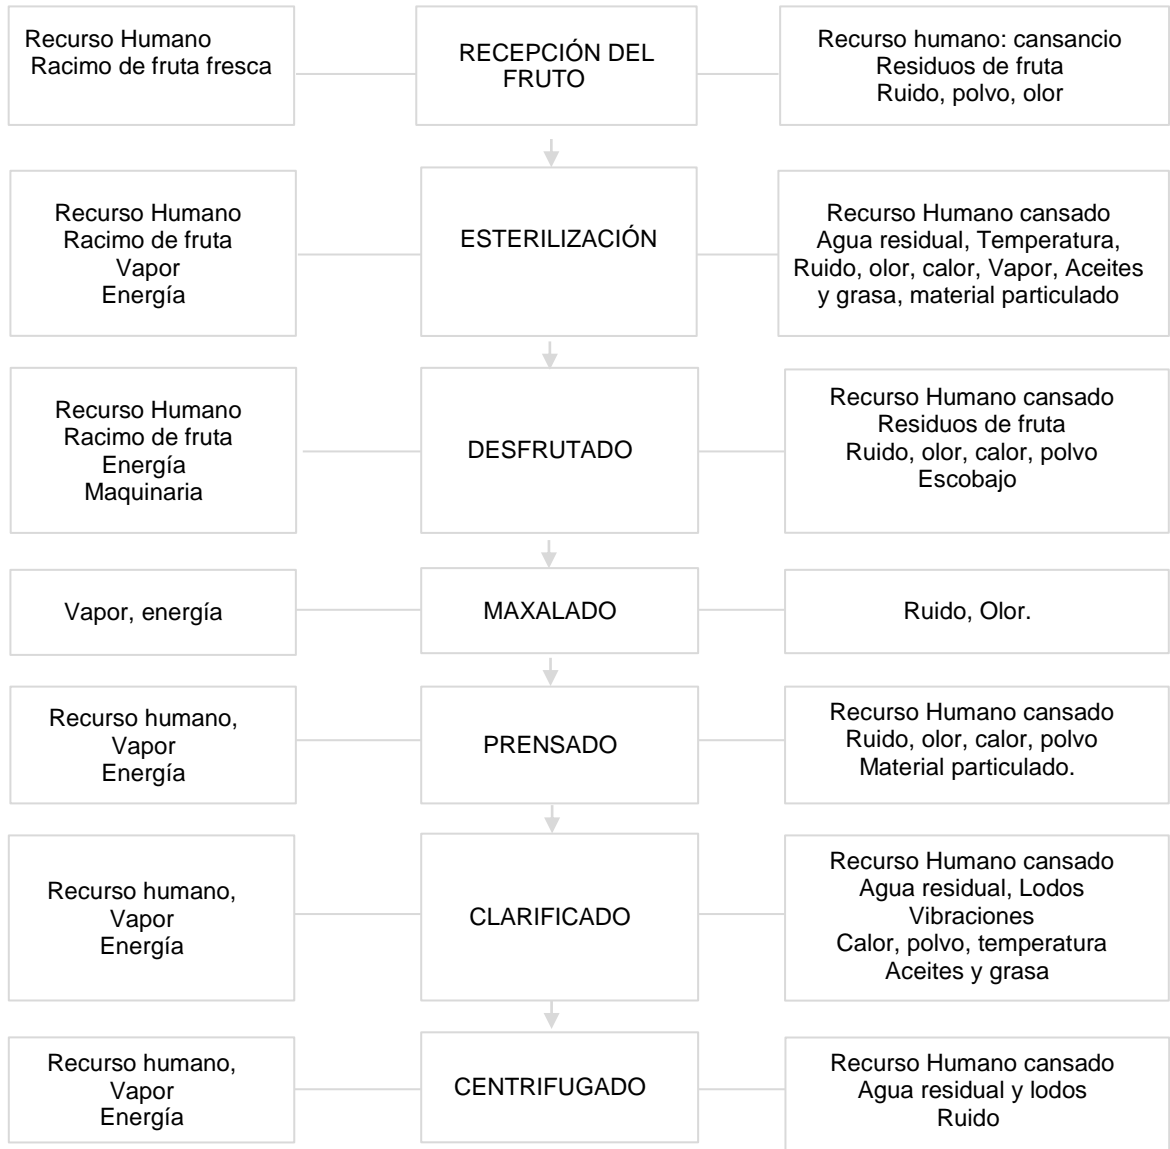 Recurso Humano
Racimo de fruta fresca
RECEPCIÓN DEL
FRUTO
Recurso humano: cansancio
Residuos de fruta
Ruido, polvo, olor
Recurso Humano
Racimo de fruta
Vapor
Energía
ESTERILIZACIÓN
Recurso Humano cansado
Agua residual, Temperatura,
Ruido, olor, calor, Vapor, Aceites
y grasa, material particulado
Recurso Humano
Racimo de fruta
Energía
Maquinaria
DESFRUTADO
Recurso Humano cansado
Residuos de fruta
Ruido, olor, calor, polvo
Escobajo
Vapor, energía
MAXALADO
Ruido, Olor.
Recurso humano,
Vapor
Energía
PRENSADO
Recurso Humano cansado
Ruido, olor, calor, polvo
Material particulado.
Recurso humano,
Vapor
Energía
CLARIFICADO
Recurso Humano cansado
Agua residual, Lodos
Vibraciones
Calor, polvo, temperatura
Aceites y grasa
Recurso humano,
Vapor
Energía
CENTRIFUGADO
Recurso Humano cansado
Agua residual y lodos
Ruido